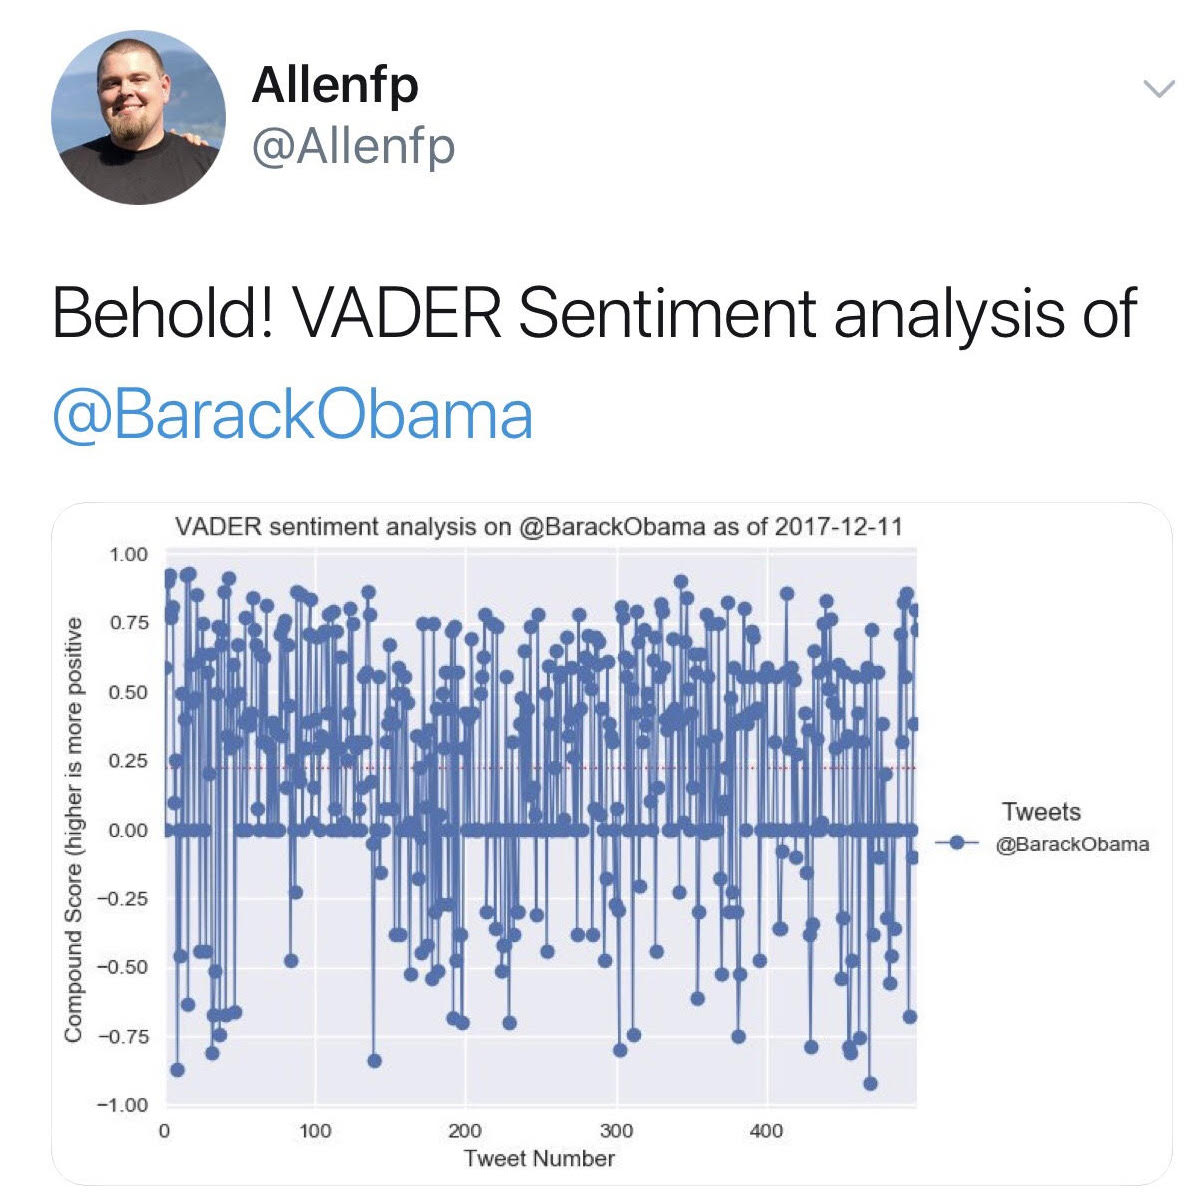 Allenfp
@Allenfp
Behold! VADER Sentiment analysis of
@BarackObama
VADER sentiment analysis on @BarackObama as of 2017-12-11
Compound Score (higher is more positive
1.00
0.75
0.50
0.25
0.00
−0.25
−0.50
−0.75
−1.00
0 100 200 300 400
Tweet Number
Tweets
@BarackObama